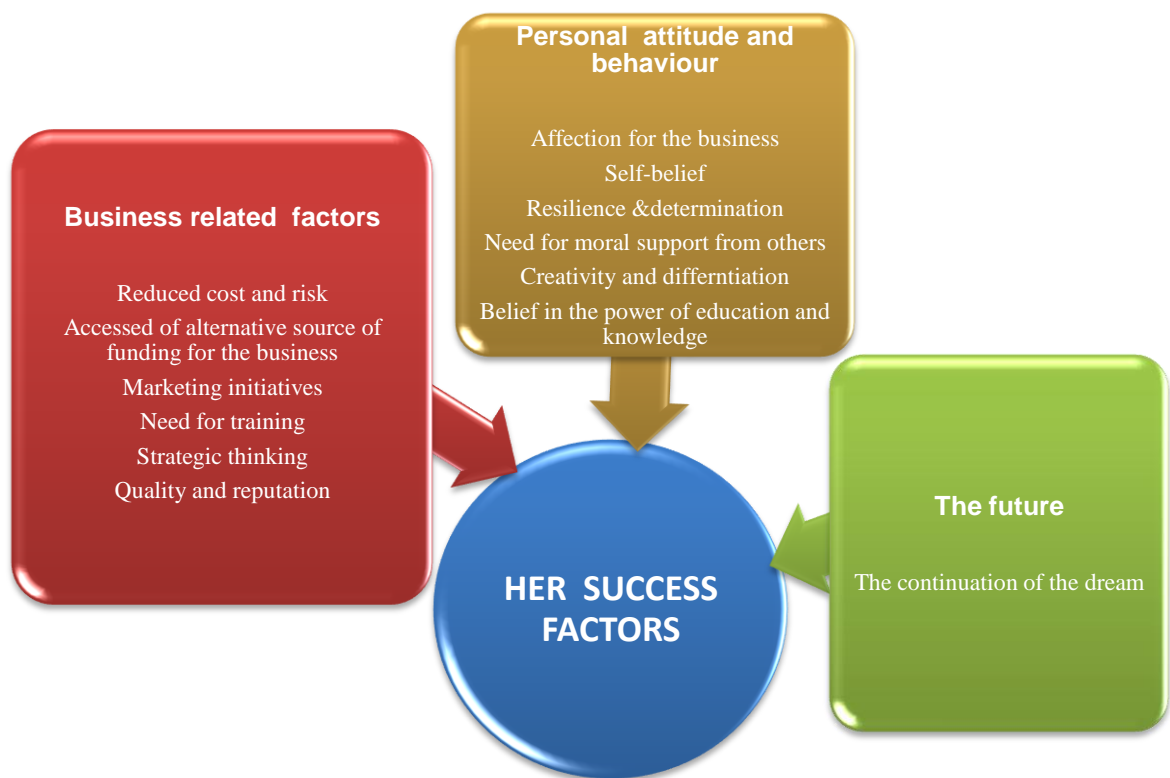 Business related factors
Reduced cost and risk
Accessed of alternative source of
funding for the business
Marketing initiatives
Need for training
Strategic thinking
Quality and reputation
Personal attitude and
behaviour
Affection for the business
Self-belief
Resilience &determination
Need for moral support from others
Creativity and differntiation
Belief in the power of education and
knowledge
The future
The continuation of the dream
HER SUCCESS
FACTORS